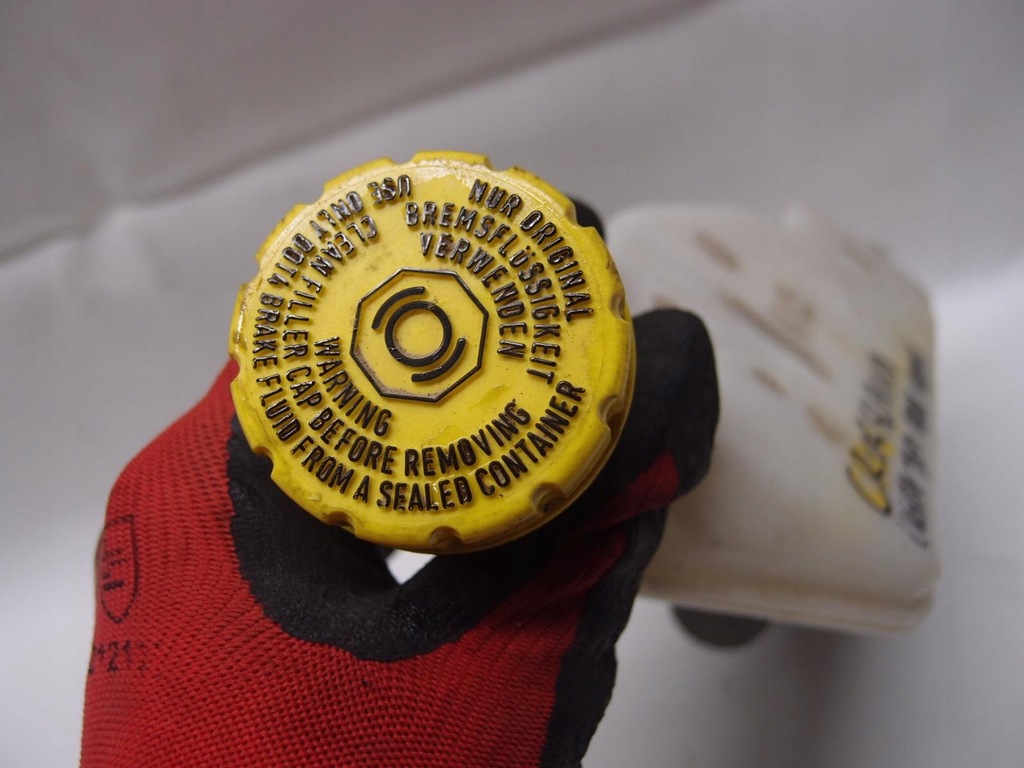 WARNING
CLEAN FILLER CAP BEFORE REMOVING
USE ONLY DOT4 BRAKE FLUID FROM A SEALED CONTAINER
NUR ORIGINAL
BREMSFLÜSSIGKEIT
VERWENDEN